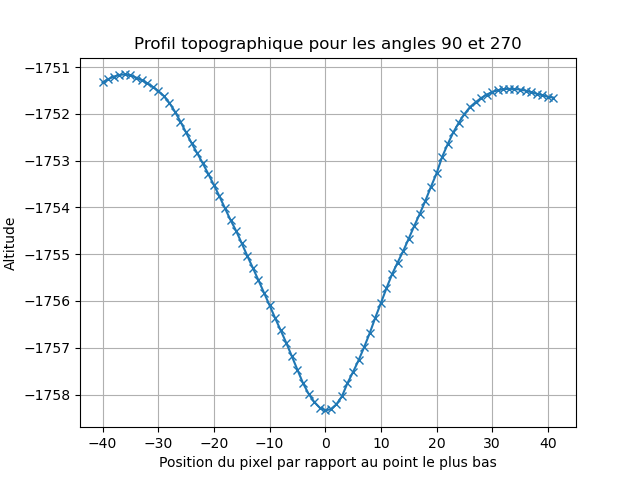 Profil topographique pour les angles 90 et 270
Altitude
−1751
−1752
−1753
−1754
−1755
−1756
−1757
−1758
−40 −30 −20 −10 0 10 20 30 40
Position du pixel par rapport au point le plus bas